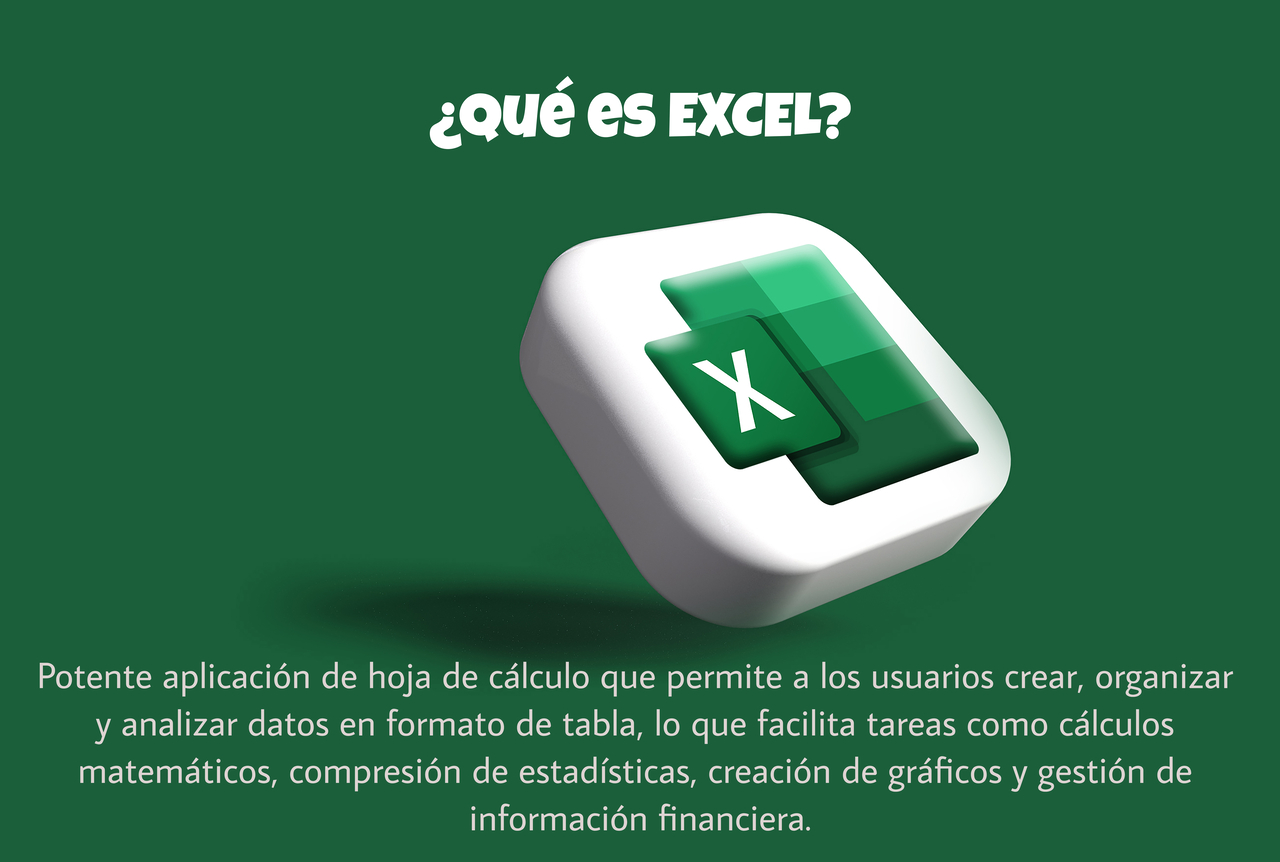 ¿Qué es EXCEL?
X
Potente aplicación de hoja de cálculo que permite a los usuarios crear, organizar
y analizar datos en formato de tabla, lo que facilita tareas como cálculos
matemáticos, compresión de estadísticas, creación de gráficos y gestión de
información financiera.